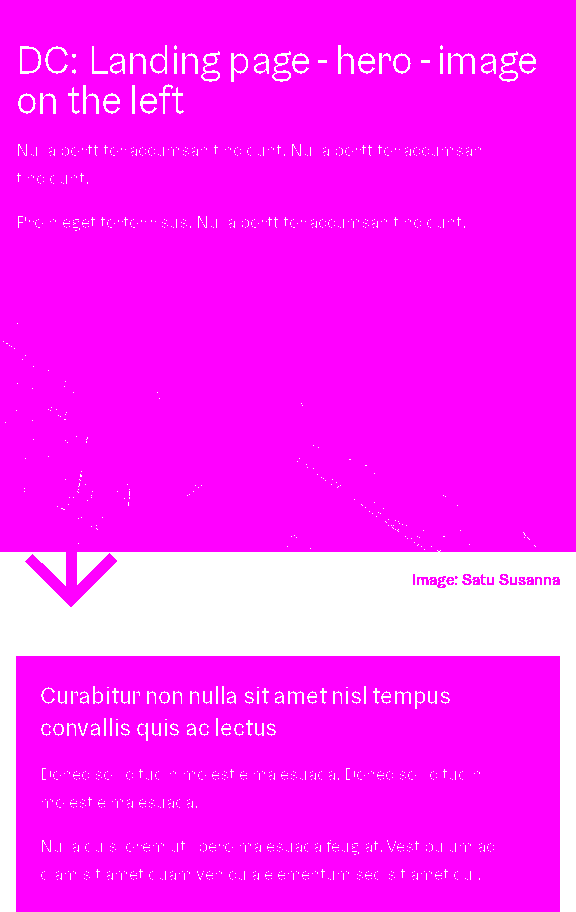 DC: Landing page - hero - image
on the left
Nulla porttitor accumsan tincidunt. Nulla porttitor accumsan
tincidunt.
Proin eget tortor risus. Nulla porttitor accumsan tincidunt.
Image: Satu Susanna
Curabitur non nulla sit amet nisl tempus
convallis quis ac lectus
Donec sollicitudin molestie malesuada. Donec sollicitudin
molestie malesuada.
Nulla quis lorem ut libero malesuada feugiat. Vestibulum ac
diam sit amet quam vehicula elementum sed sit amet dui.